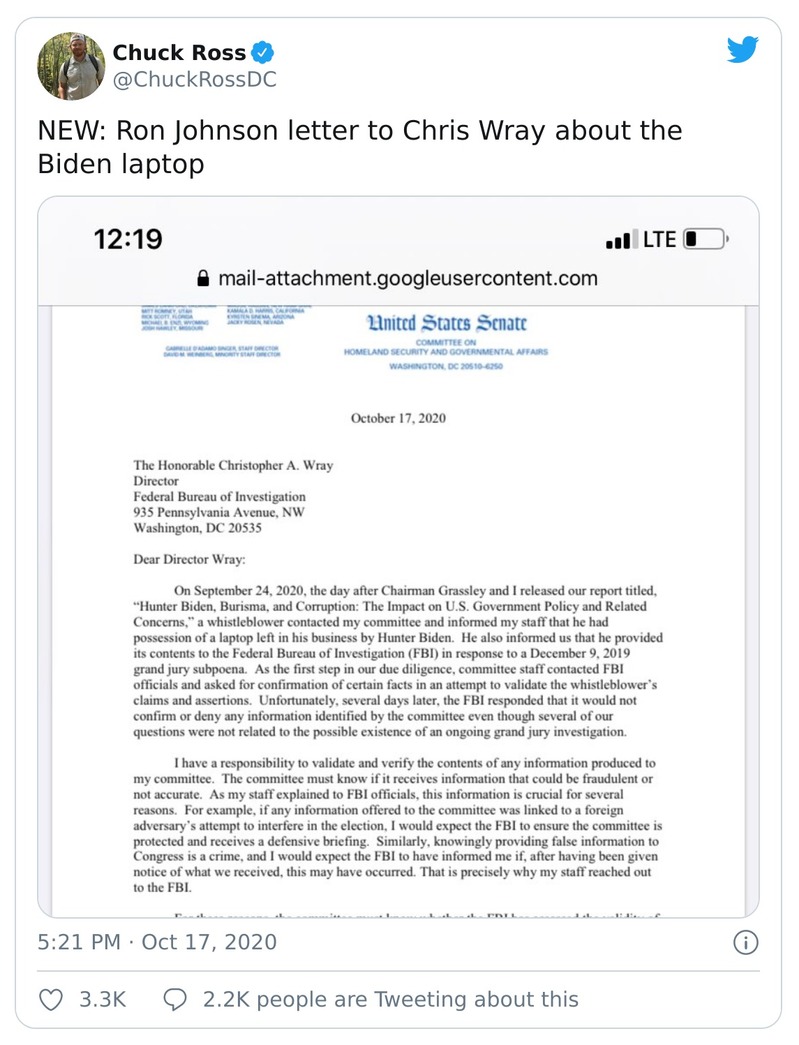 Chuck Ross
@ChuckRossDC
NEW: Ron Johnson letter to Chris Wray about the
Biden laptop
12:19
LTE
mail-attachment.googleusercontent.com
MITT ROMNEY, UTAH
RICK SCOTT, FLORIDA
MICHAEL B. ENZI, WYOMING
JOSH HAWLEY, MISSOURI
KAMALA D. HARRIS, CALIFORNIA
KYRSTEN SINEMA, ARIZONA
JACKY ROSEN, NEVADA
GABRIELLE D'ADAMO SINGER, STAFF DIRECTOR
DAVID M. WEINBERG, MINORITY STAFF DIRECTOR
United States Senate
COMMITTEE ON
HOMELAND SECURITY AND GOVERNMENTAL AFFAIRS
WASHINGTON, DC 20510–6250
October 17, 2020
The Honorable Christopher A. Wray
Director
Federal Bureau of Investigation
935 Pennsylvania Avenue, NW
Washington, DC 20535
Dear Director Wray:
On September 24, 2020, the day after Chairman Grassley and I released our report titled,
“Hunter Biden, Burisma, and Corruption: The Impact on U.S. Government Policy and Related
Concerns,” a whistleblower contacted my committee and informed my staff that he had
possession of a laptop left in his business by Hunter Biden. He also informed us that he provided
its contents to the Federal Bureau of Investigation (FBI) in response to a December 9, 2019
grand jury subpoena. As the first step in our due diligence, committee staff contacted FBI
officials and asked for confirmation of certain facts in an attempt to validate the whistleblower’s
claims and assertions. Unfortunately, several days later, the FBI responded that it would not
confirm or deny any information identified by the committee even though several of our
questions were not related to the possible existence of an ongoing grand jury investigation.
I have a responsibility to validate and verify the contents of any information produced to
my committee. The committee must know if it receives information that could be fraudulent or
not accurate. As my staff explained to FBI officials, this information is crucial for several
reasons. For example, if any information offered to the committee was linked to a foreign
adversary’s attempt to interfere in the election, I would expect the FBI to ensure the committee is
protected and receives a defensive briefing. Similarly, knowingly providing false information to
Congress is a crime, and I would expect the FBI to have informed me if, after having been given
notice of what we received, this may have occurred. That is precisely why my staff reached out
to the FBI.
5:21 PM · Oct 17, 2020
3.3K
2.2K people are Tweeting about this